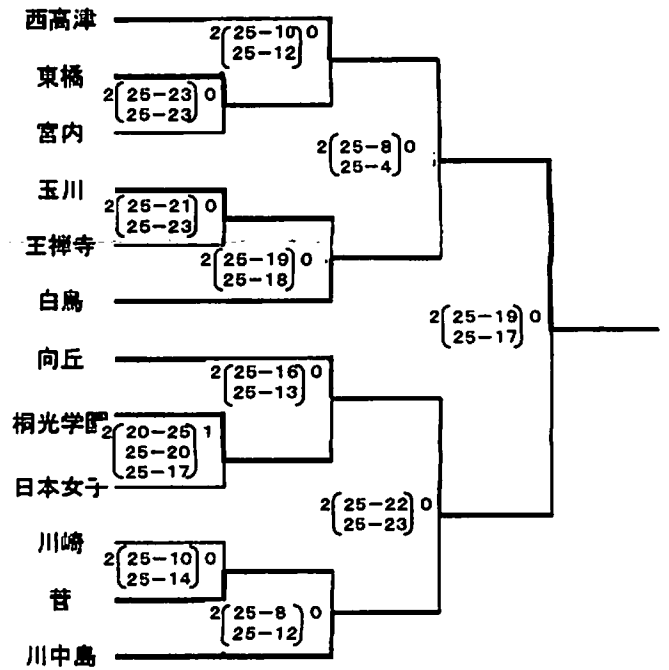 西高津
2 25-10 0
25-12
東橘
2 25-23 0
25-23
宮内
2 25-8 0
25-4
玉川
2 25-21 0
25-23
王禅寺
2 25-19 0
25-18
白鳥
2 25-19 0
25-17
向丘
2 25-16 0
25-13
桐光学園
2 20-25 1
25-20
25-17
日本女子
2 25-22 0
25-23
川崎
2 25-10 0
25-14
菅
2 25-8 0
25-12
川中島